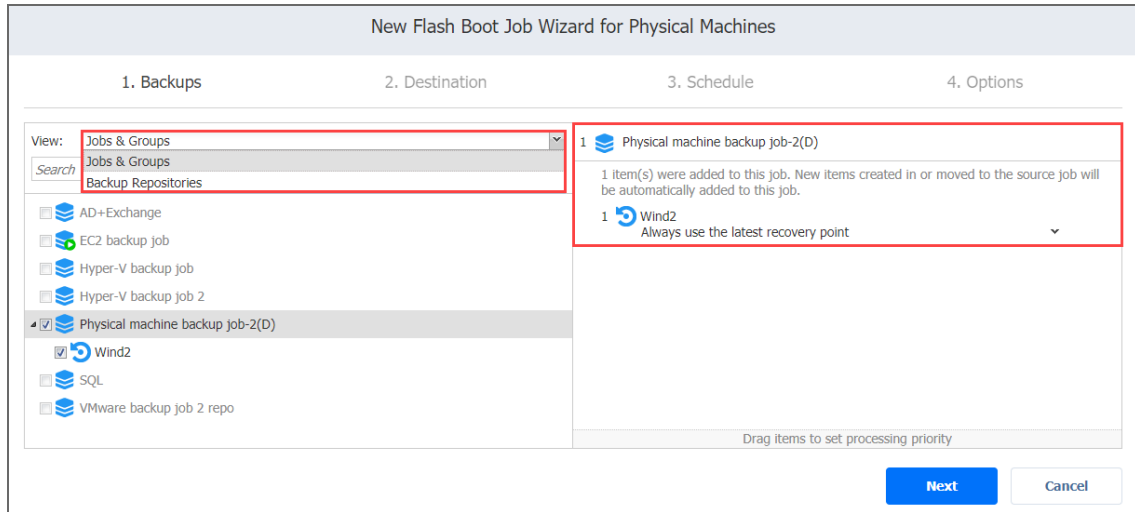 New Flash Boot Job Wizard for Physical Machines
1. Backups
2. Destination
3. Schedule
4. Options
View: Jobs & Groups
Jobs & Groups
Backup Repositories
Search
AD+Exchange
EC2 backup job
Hyper-V backup job
Hyper-V backup job 2
Physical machine backup job-2(D)
Wind2
SQL
VMware backup job 2 repo
1 Physical machine backup job-2(D)
1 item(s) were added to this job. New items created in or moved to the source job will
be automatically added to this job.
1 Wind2
Always use the latest recovery point
Drag items to set processing priority
Next
Cancel